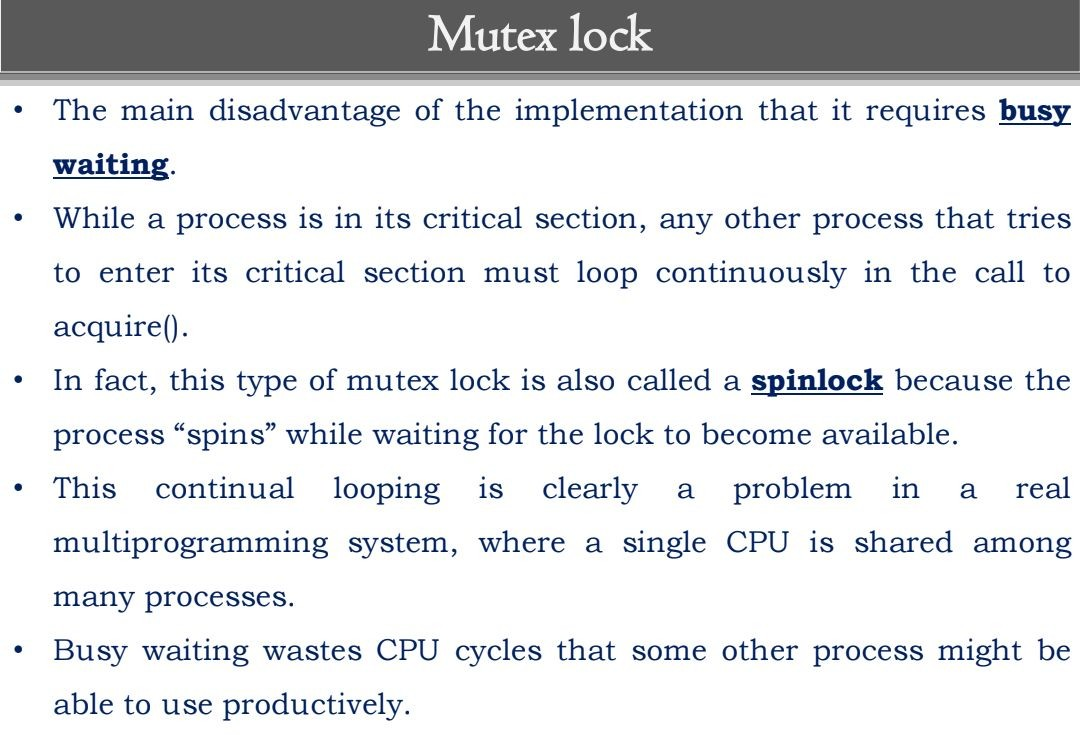 Mutex lock
• The main disadvantage of the implementation that it requires busy
waiting.
• While a process is in its critical section, any other process that tries
to enter its critical section must loop continuously in the call to
acquire().
• In fact, this type of mutex lock is also called a spinlock because the
process “spins” while waiting for the lock to become available.
• This continual looping is clearly a problem in a real
multiprogramming system, where a single CPU is shared among
many processes.
• Busy waiting wastes CPU cycles that some other process might be
able to use productively.